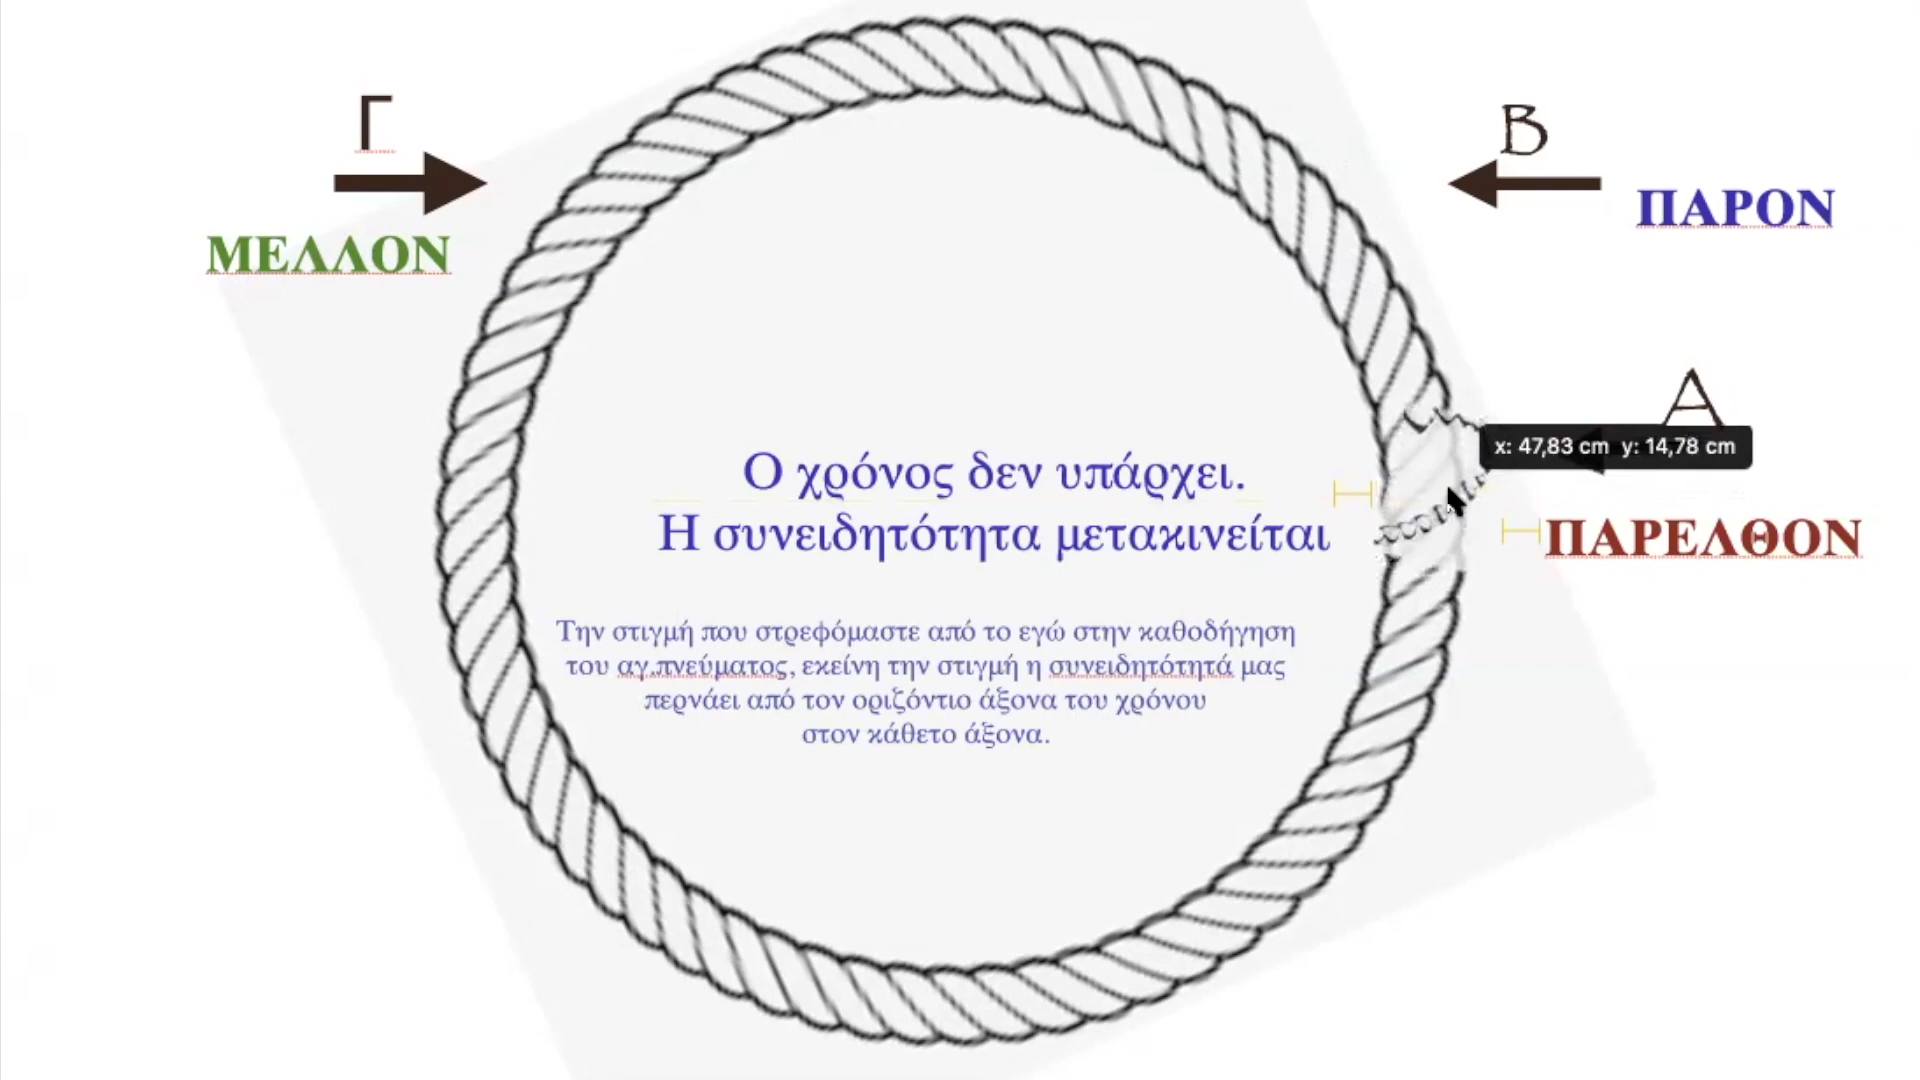 Γ
Β
ΠΑΡΟΝ
ΜΕΛΛΟΝ
Α
x: 47,83 cm y: 14,78 cm
Ο χρόνος δεν υπάρχει.
Η συνειδητότητα μετακινείται
ΠΑΡΕΛΘΟΝ
Την στιγμή που στρεφόμαστε από το εγώ στην καθοδήγηση
του αγ.πνεύματος, εκείνη την στιγμή η συνειδητότητά μας
περνάει από τον οριζόντιο άξονα του χρόνου
στον κάθετο άξονα.